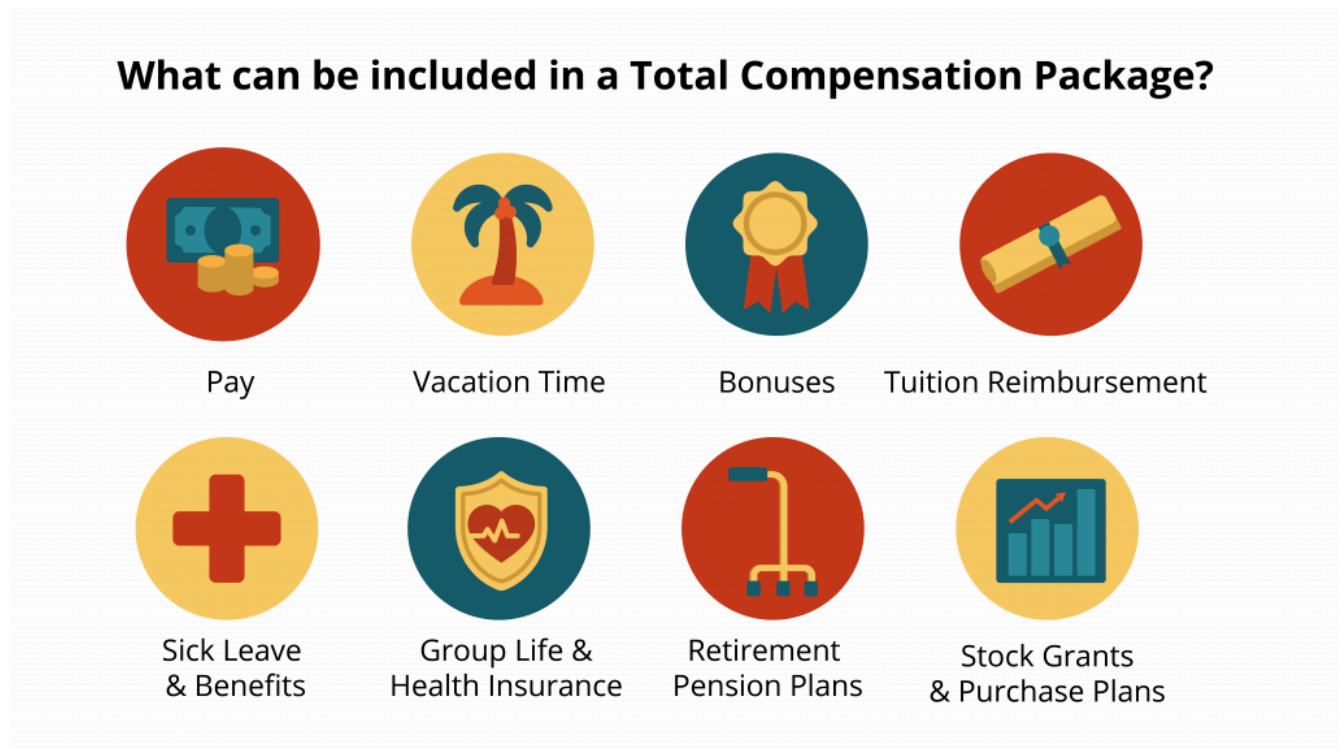 What can be included in a Total Compensation Package?
Pay
Vacation Time
Bonuses
Tuition Reimbursement
Sick Leave
& Benefits
Group Life &
Health Insurance
Retirement
Pension Plans
Stock Grants
& Purchase Plans